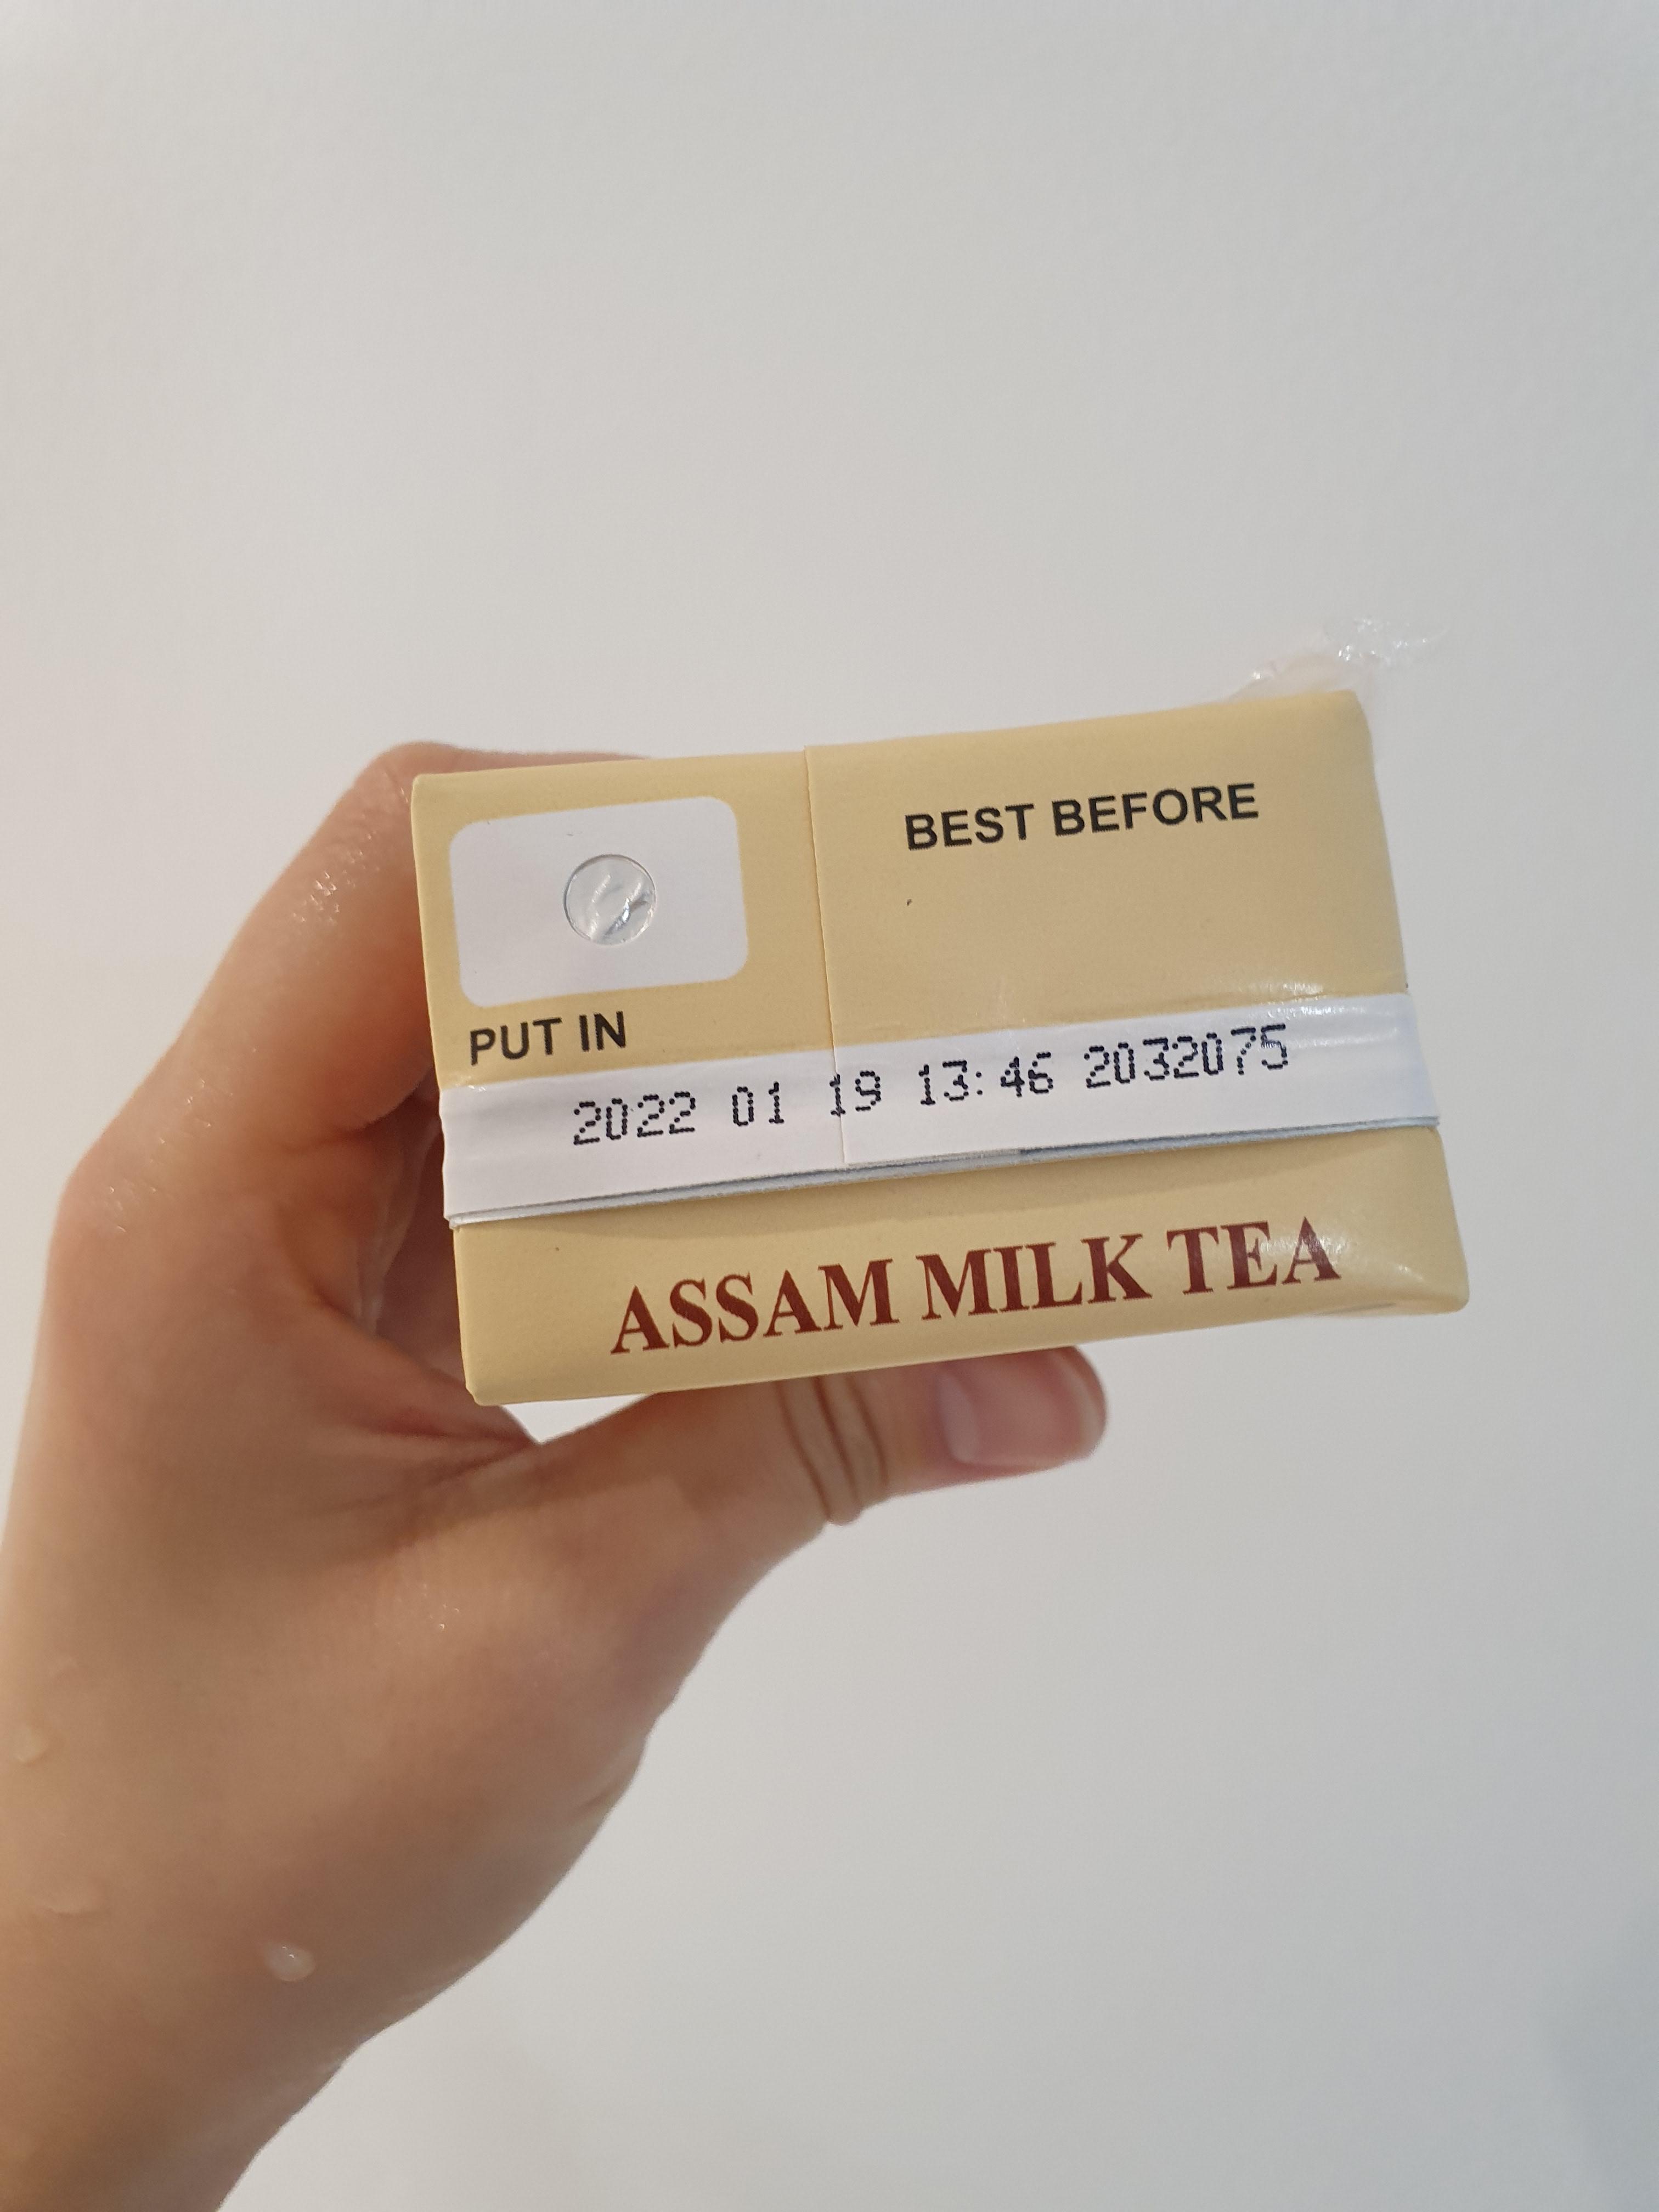 BEST BEFORE
PUT IN
2022 01 19 13:46 2032075
ASSAM MILK TEA